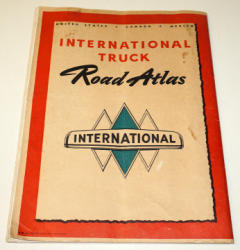 UNITED STATES • CANADA • MEXICO
INTERNATIONAL
TRUCK
Road Atlas
INTERNATIONAL